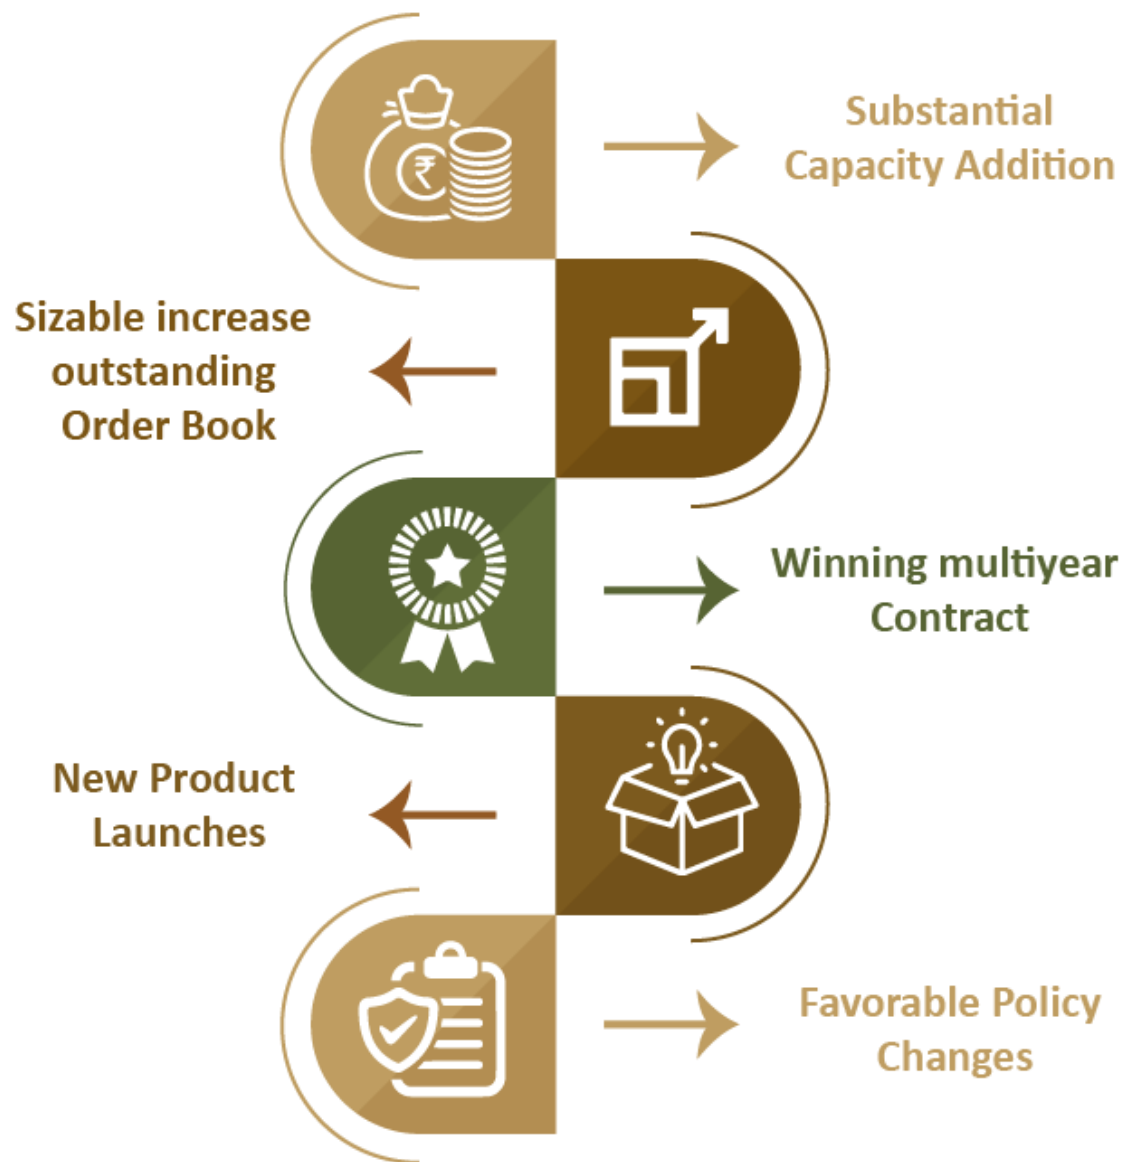 ₹
Substantial
Capacity Addition
Sizable increase
outstanding
Order Book
Winning multiyear
Contract
New Product
Launches
Favorable Policy
Changes